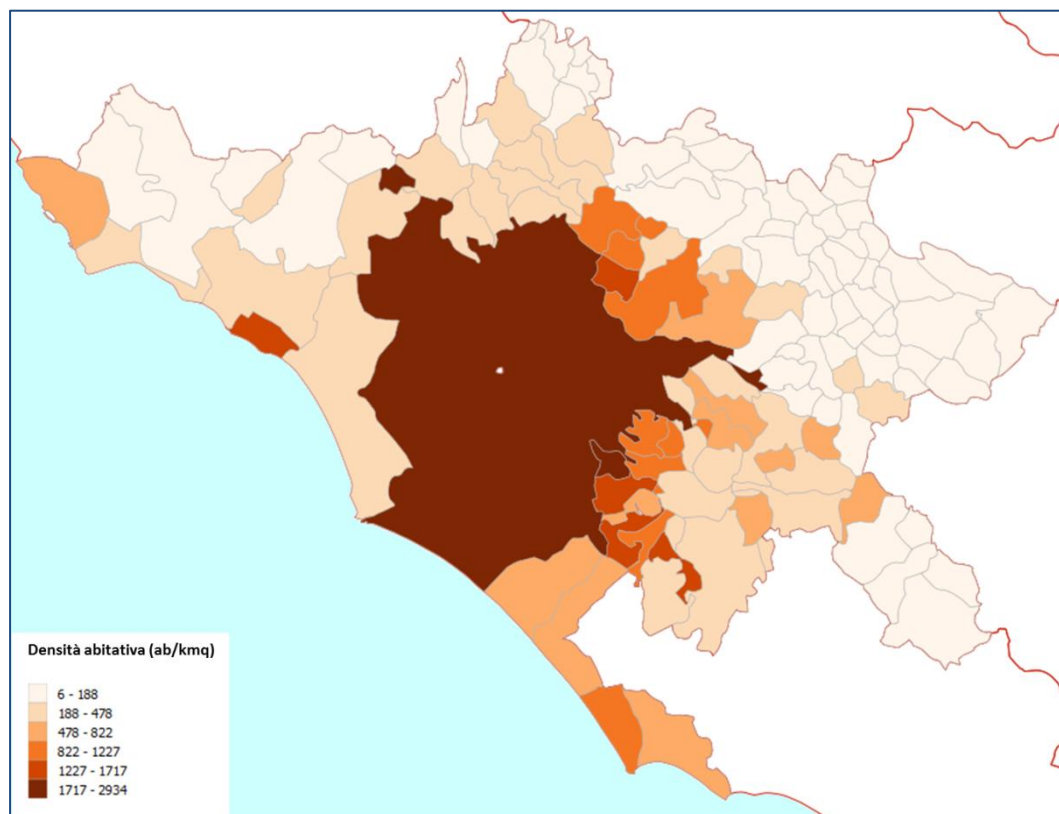 Densità abitativa (ab/kmq)
6 - 188
188 - 478
478 - 822
822 - 1227
1227 - 1717
1717 - 2934